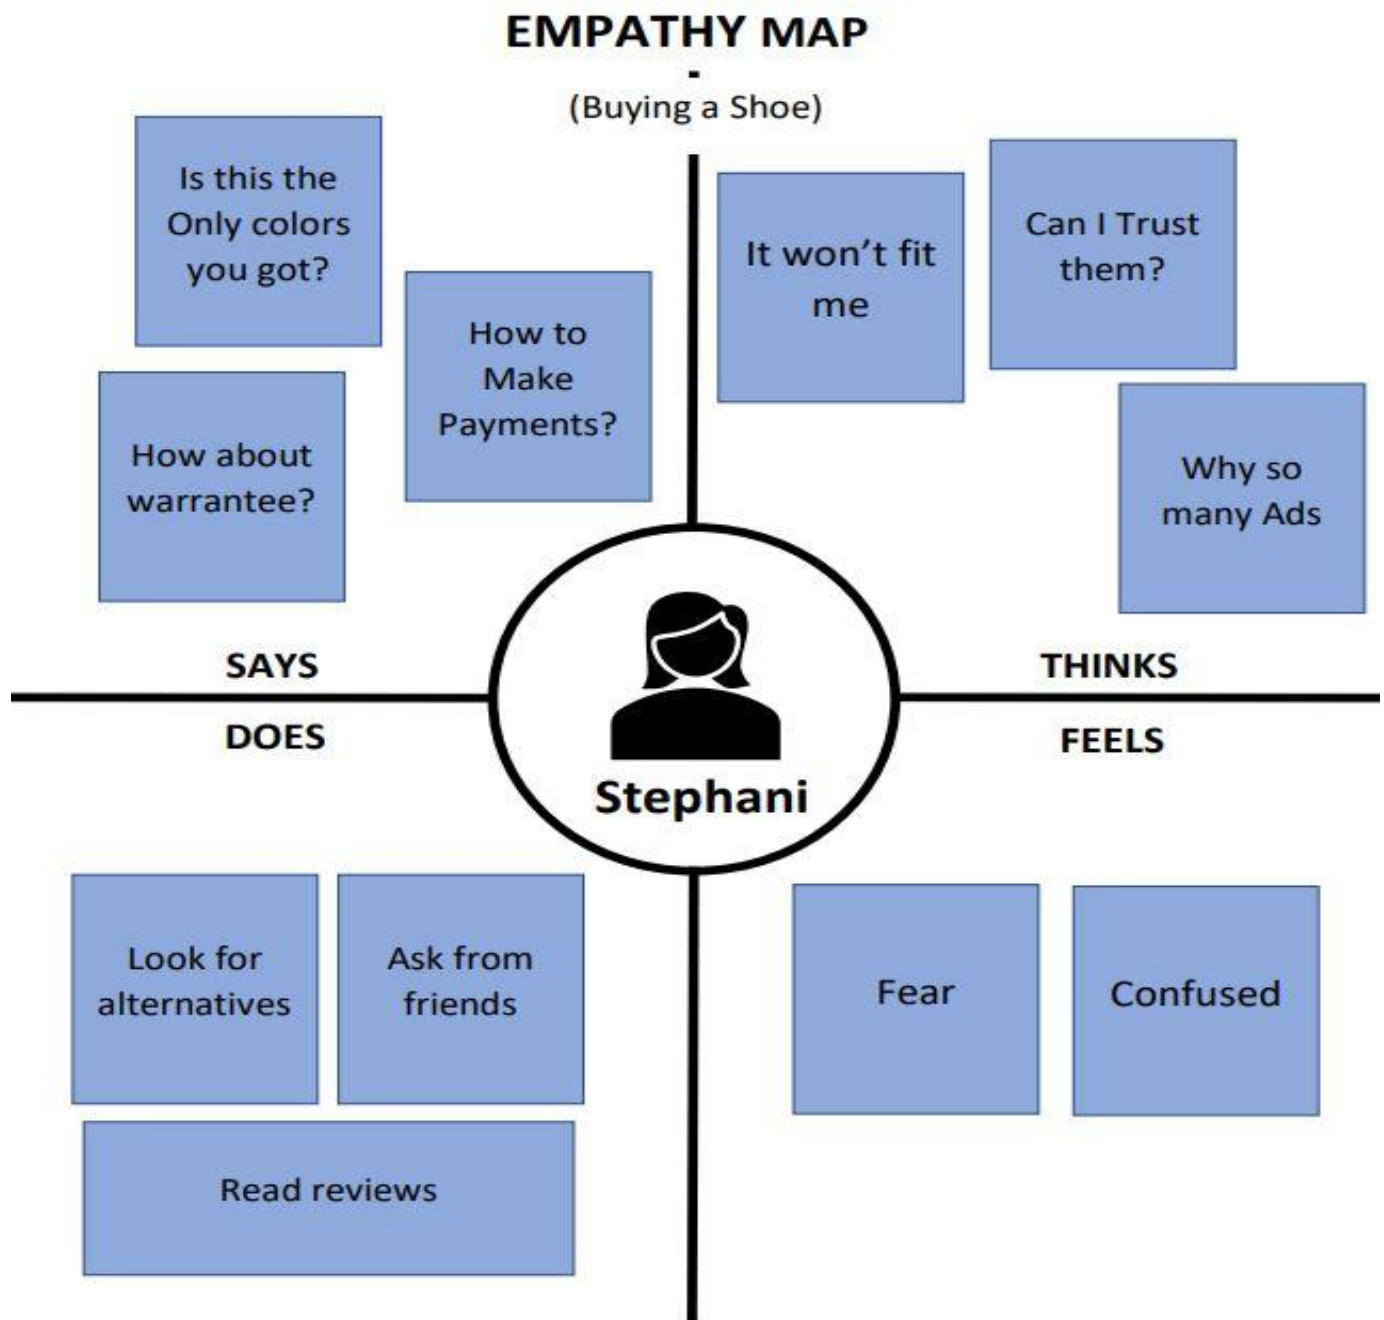 EMPATHY MAP
-
(Buying a Shoe)
Is this the
Only colors
you got?
How to
Make
Payments?
How about
warrantee?
SAYS
It won't fit
me
Can I Trust
them?
Why so
many Ads
THINKS
Stephani
DOES
Look for
alternatives
Ask from
friends
Read reviews
FEELS
Fear
Confused